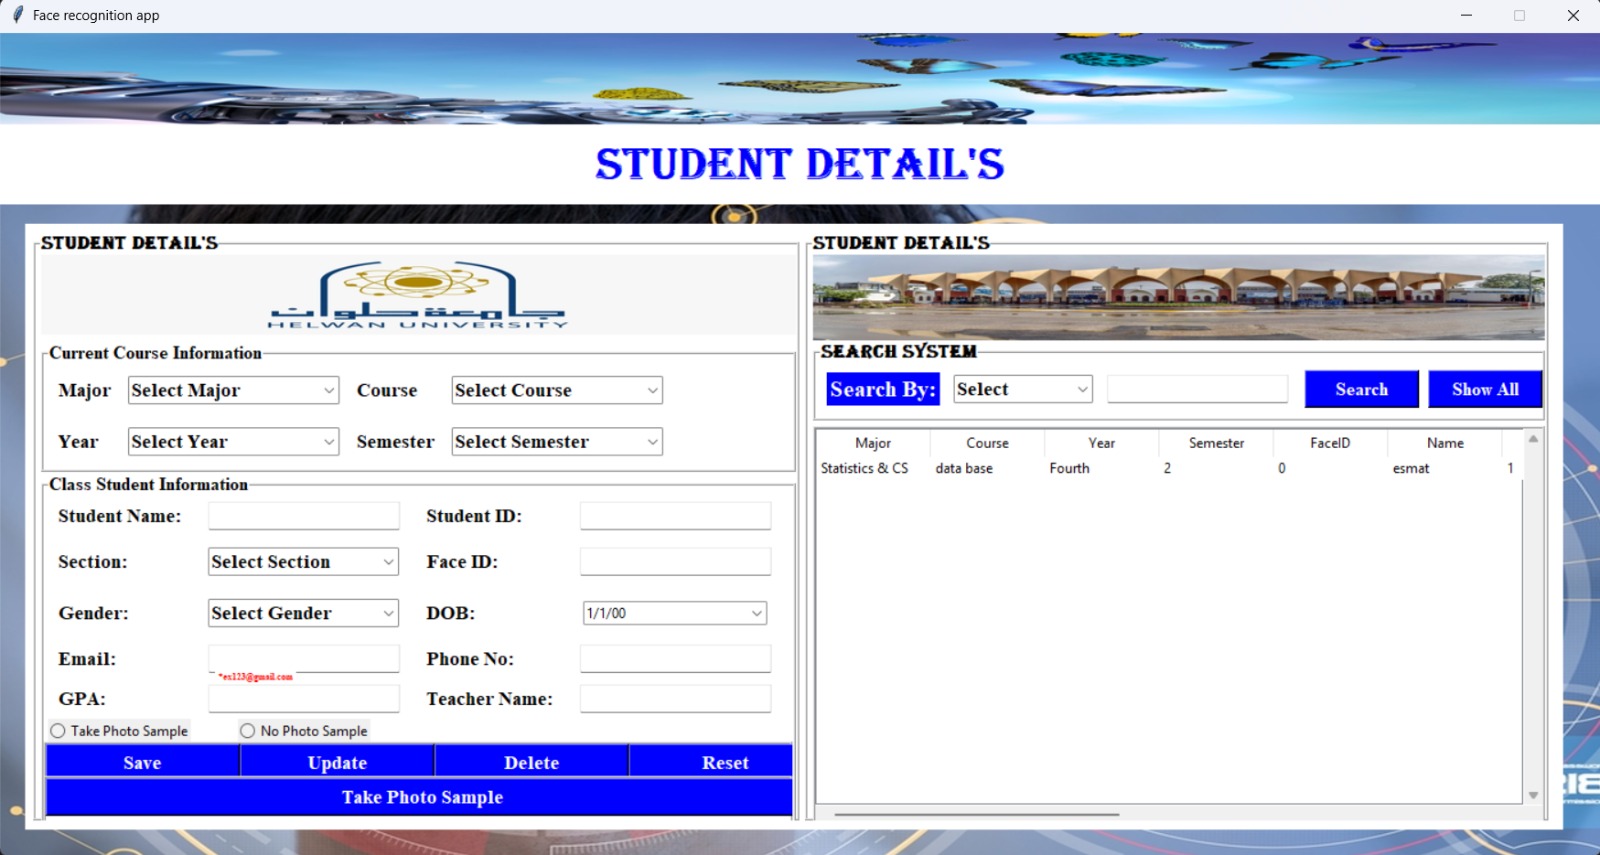 Face recognition app
STUDENT DETAIL'S
STUDENT DETAIL'S
جامعة حلوان
HELWAN UNIVERSITY
Current Course Information
Major Select Major Course Select Course
Year Select Year Semester Select Semester
Class Student Information
Student Name: Student ID:
Section: Select Section Face ID:
Gender: Select Gender DOB: 1/1/00
Email: Phone No:
*es123@gmail.com
GPA: Teacher Name:
Take Photo Sample No Photo Sample
Save Update Delete Reset
Take Photo Sample
STUDENT DETAIL'S
SEARCH SYSTEM
Search By: Select Search Show All
Major Course Year Semester FaceID Name
Statistics & CS data base Fourth 2 0 esmat 1